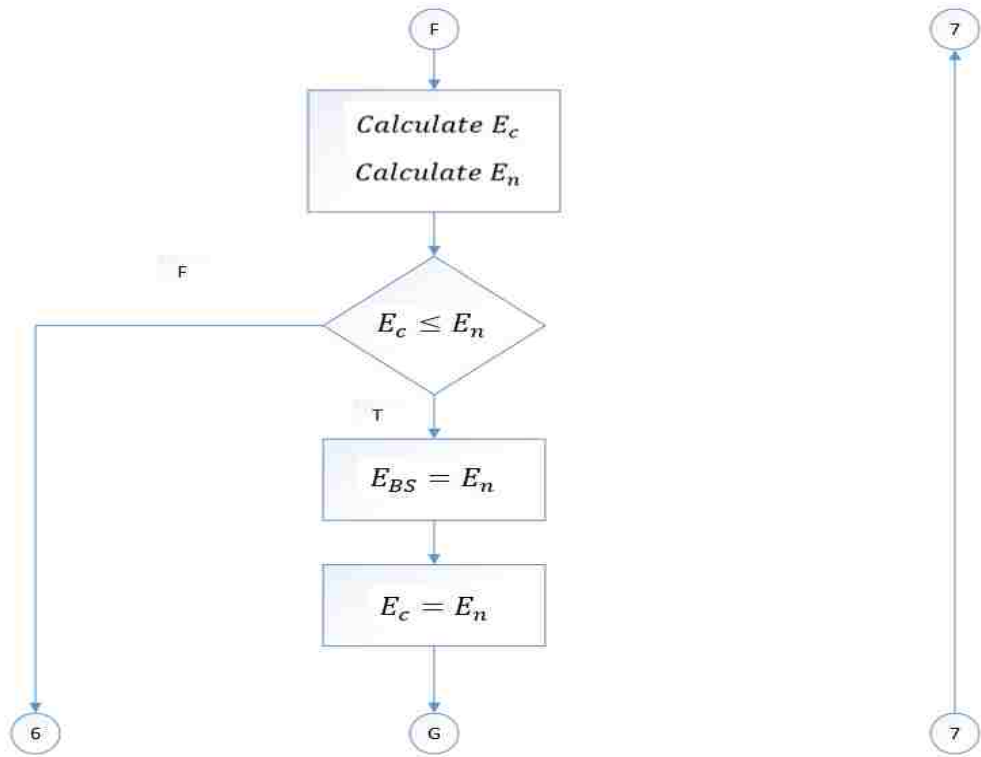 F
7
Calculate E_c
Calculate E_n
F
E_c ≤ E_n
T
E_BS = E_n
E_c = E_n
6
G
7